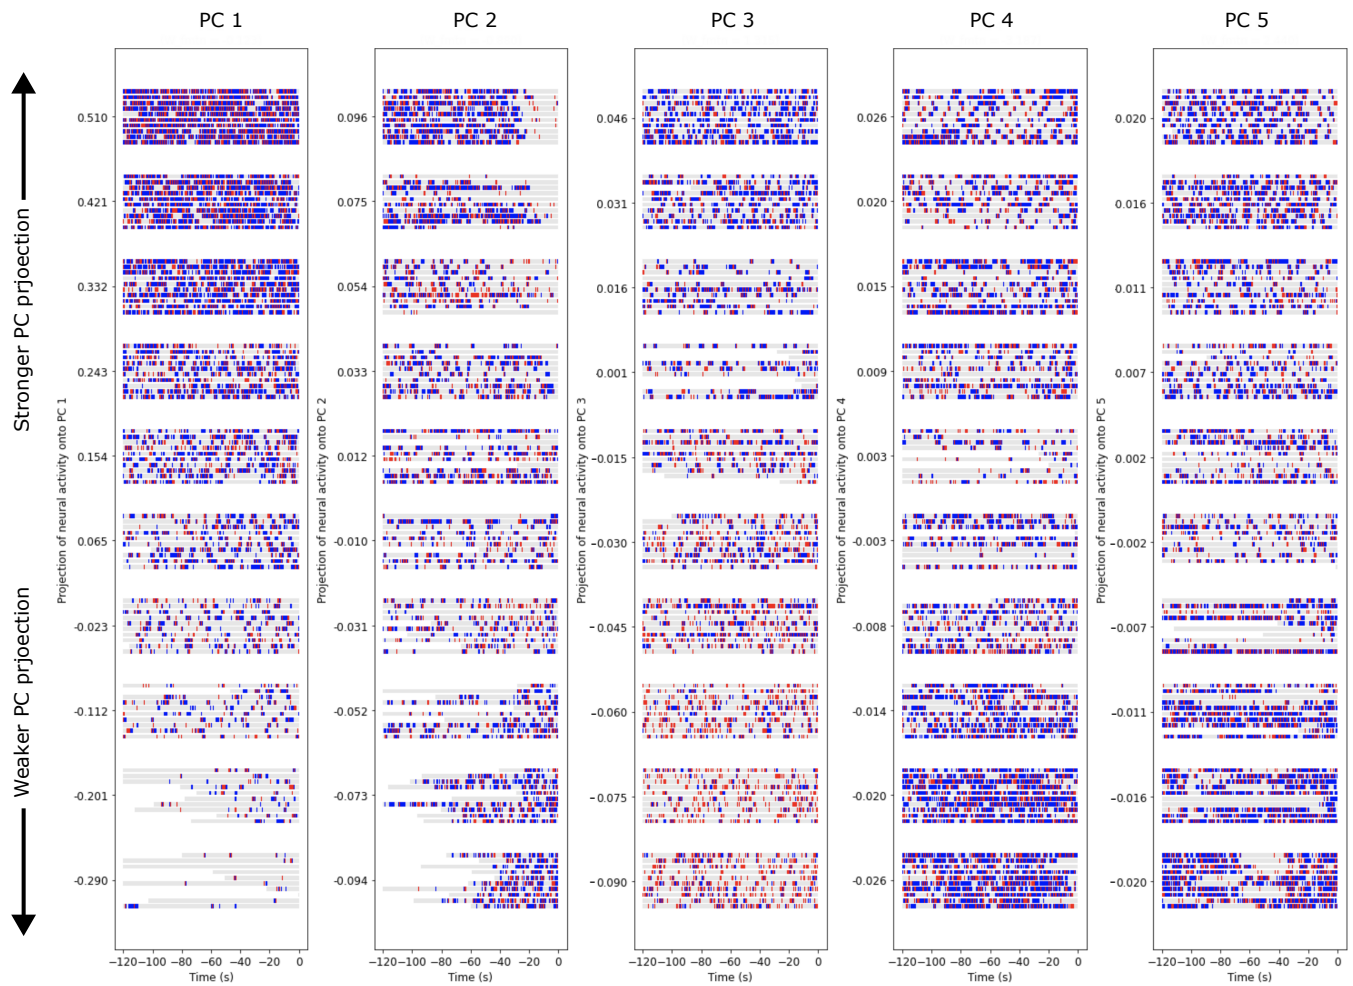 PC 1
PC 2
PC 3
PC 4
PC 5
Stronger PC prjoection
Weaker PC prjoection
Projection of neural activity onto PC 1
0.510
0.421
0.332
0.243
0.154
0.065
-0.023
-0.112
-0.201
-0.290
−120−100 −80 −60 −40 −20 0
Time (s)
Projection of neural activity onto PC 2
0.096
0.075
0.054
0.033
0.012
-0.010
-0.031
-0.052
-0.073
-0.094
−120−100 −80 −60 −40 −20 0
Time (s)
Projection of neural activity onto PC 3
0.046
0.031
0.016
0.001
−0.015
−0.030
−0.045
−0.060
−0.075
−0.090
−120−100 −80 −60 −40 −20 0
Time (s)
Projection of neural activity onto PC 4
0.026
0.020
0.015
0.009
0.003
-0.003
-0.008
-0.014
-0.020
-0.026
−120−100 −80 −60 −40 −20 0
Time (s)
Projection of neural activity onto PC 5
0.020
0.016
0.011
0.007
0.002
−0.002
−0.007
−0.011
−0.016
−0.020
−120−100 −80 −60 −40 −20 0
Time (s)